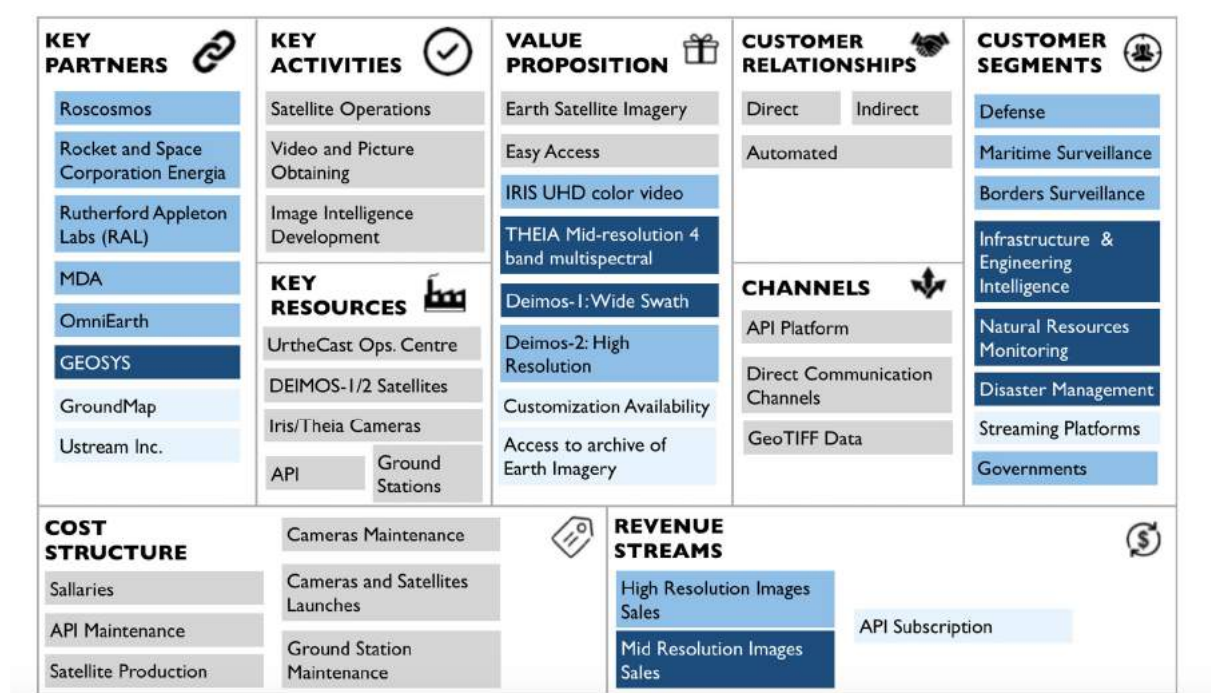 KEY
PARTNERS
Roscosmos
Rocket and Space
Corporation Energia
Rutherford Appleton
Labs (RAL)
MDA
OmniEarth
GEOSYS
GroundMap
Ustream Inc.
KEY
ACTIVITIES
Satellite Operations
Video and Picture
Obtaining
Image Intelligence
Development
KEY
RESOURCES
UrtheCast Ops. Centre
DEIMOS-1/2 Satellites
Iris/Theia Cameras
API
Ground
Stations
VALUE
PROPOSITION
Earth Satellite Imagery
Easy Access
IRIS UHD color video
THEIA Mid-resolution 4
band multispectral
Deimos-1: Wide Swath
Deimos-2: High
Resolution
Customization Availability
Access to archive of
Earth Imagery
CUSTOMER
RELATIONSHIPS
Direct
Indirect
Automated
CHANNELS
API Platform
Direct Communication
Channels
GeoTIFF Data
CUSTOMER
SEGMENTS
Defense
Maritime Surveillance
Borders Surveillance
Infrastructure &
Engineering
Intelligence
Natural Resources
Monitoring
Disaster Management
Streaming Platforms
Governments
COST
STRUCTURE
Sallaries
API Maintenance
Satellite Production
Cameras Maintenance
Cameras and Satellites
Launches
Ground Station
Maintenance
REVENUE
STREAMS
High Resolution Images
Sales
Mid Resolution Images
Sales
API Subscription
$